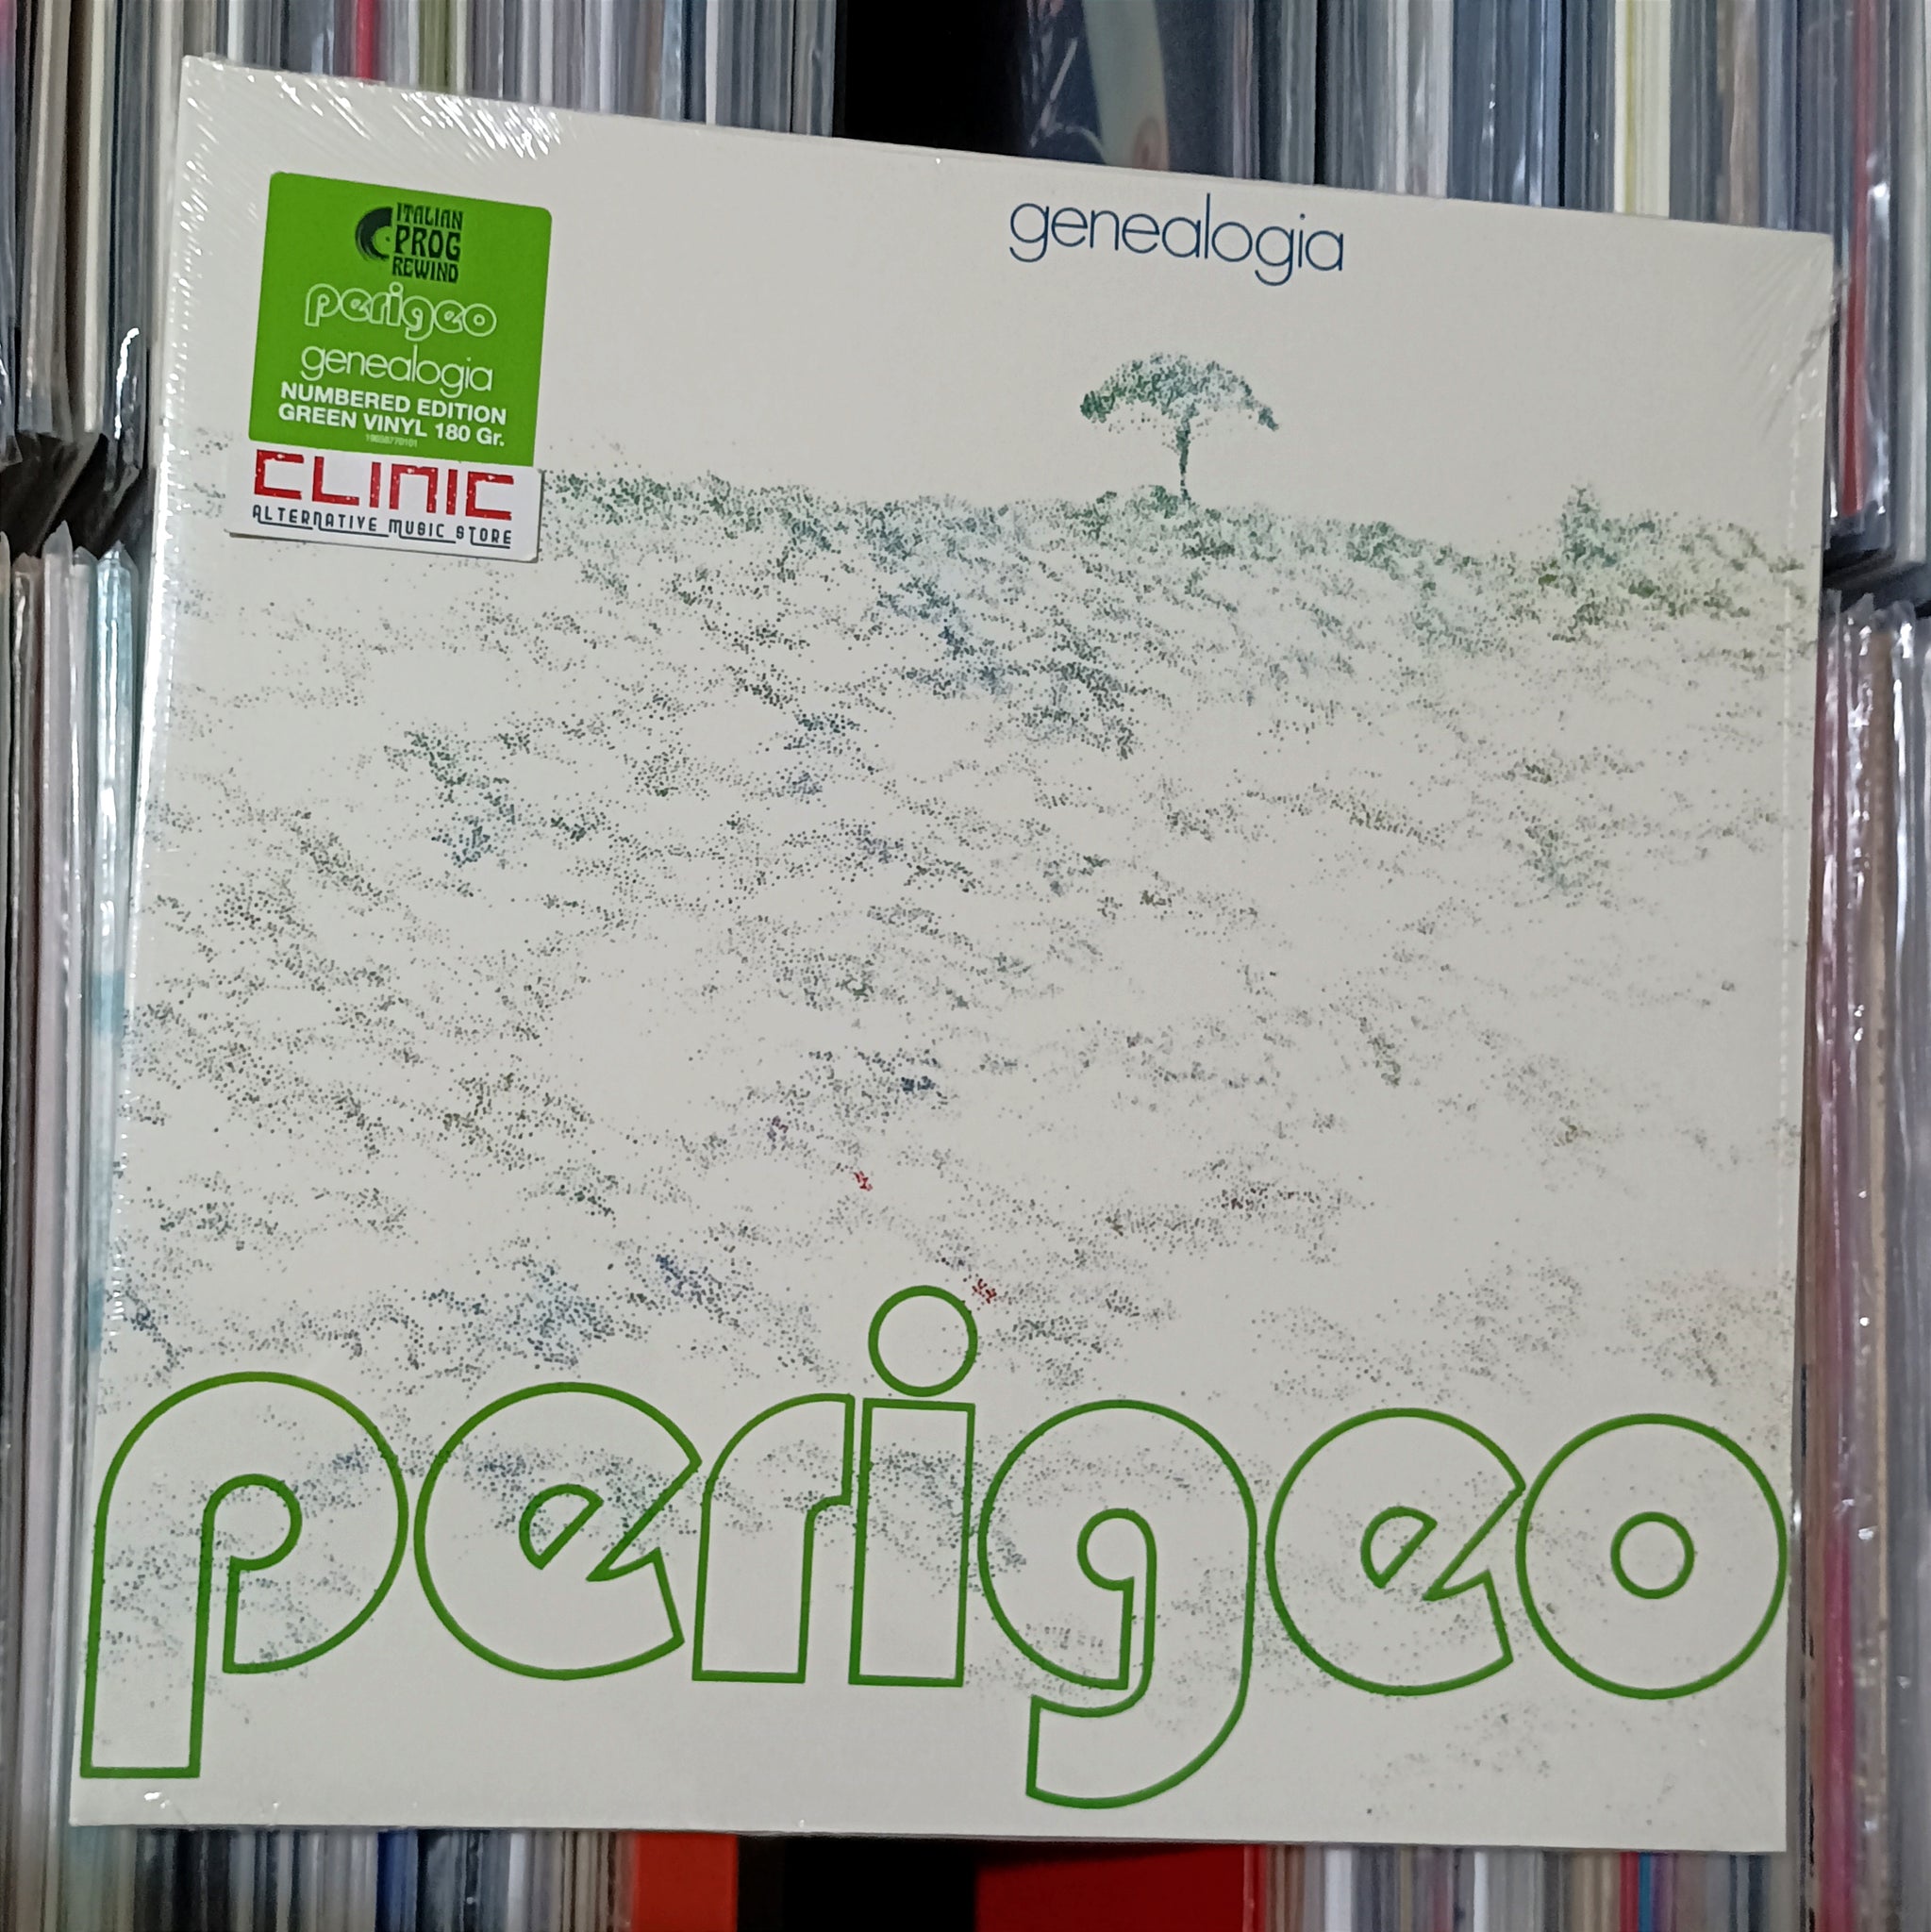 genealogia
ITALIAN
PROG
REWIND
perigeo
genealogia
NUMBERED EDITION
GREEN VINYL 180 Gr.
CLINIC
ALTERNATIVE MUSIC STORE
perigeo